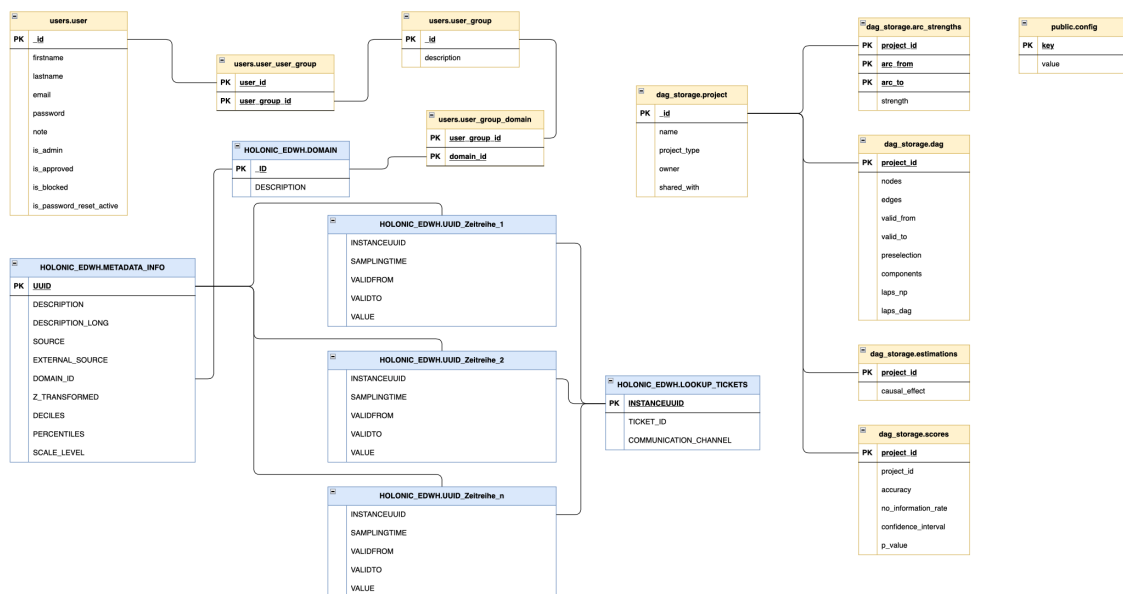 users.user
PK _id
firstname
lastname
email
password
note
is_admin
is_approved
is_blocked
is_password_reset_active
users.user_user_group
PK user_id
PK user_group_id
users.user_group
PK _id
description
users.user_group_domain
PK user_group_id
PK domain_id
HOLONIC_EDWH.DOMAIN
PK _ID
DESCRIPTION
HOLONIC_EDWH.METADATA_INFO
PK UUID
DESCRIPTION
DESCRIPTION_LONG
SOURCE
EXTERNAL_SOURCE
DOMAIN_ID
Z_TRANSFORMED
DECILES
PERCENTILES
SCALE_LEVEL
HOLONIC_EDWH.UUID_Zeitreihe_1
INSTANCEUUID
SAMPLINGTIME
VALIDFROM
VALIDTO
VALUE
HOLONIC_EDWH.UUID_Zeitreihe_2
INSTANCEUUID
SAMPLINGTIME
VALIDFROM
VALIDTO
VALUE
HOLONIC_EDWH.UUID_Zeitreihe_n
INSTANCEUUID
SAMPLINGTIME
VALIDFROM
VALIDTO
VALUE
HOLONIC_EDWH.LOOKUP_TICKETS
PK INSTANCEUUID
TICKET_ID
COMMUNICATION_CHANNEL
dag_storage.project
PK _id
name
project_type
owner
shared_with
dag_storage.arc_strengths
PK project_id
PK arc_from
PK arc_to
strength
dag_storage.dag
PK project_id
nodes
edges
valid_from
valid_to
preselection
components
laps_np
laps_dag
dag_storage.estimations
PK project_id
causal_effect
dag_storage.scores
PK project_id
project_id
accuracy
no_information_rate
confidence_interval
p_value
public.config
PK key
value